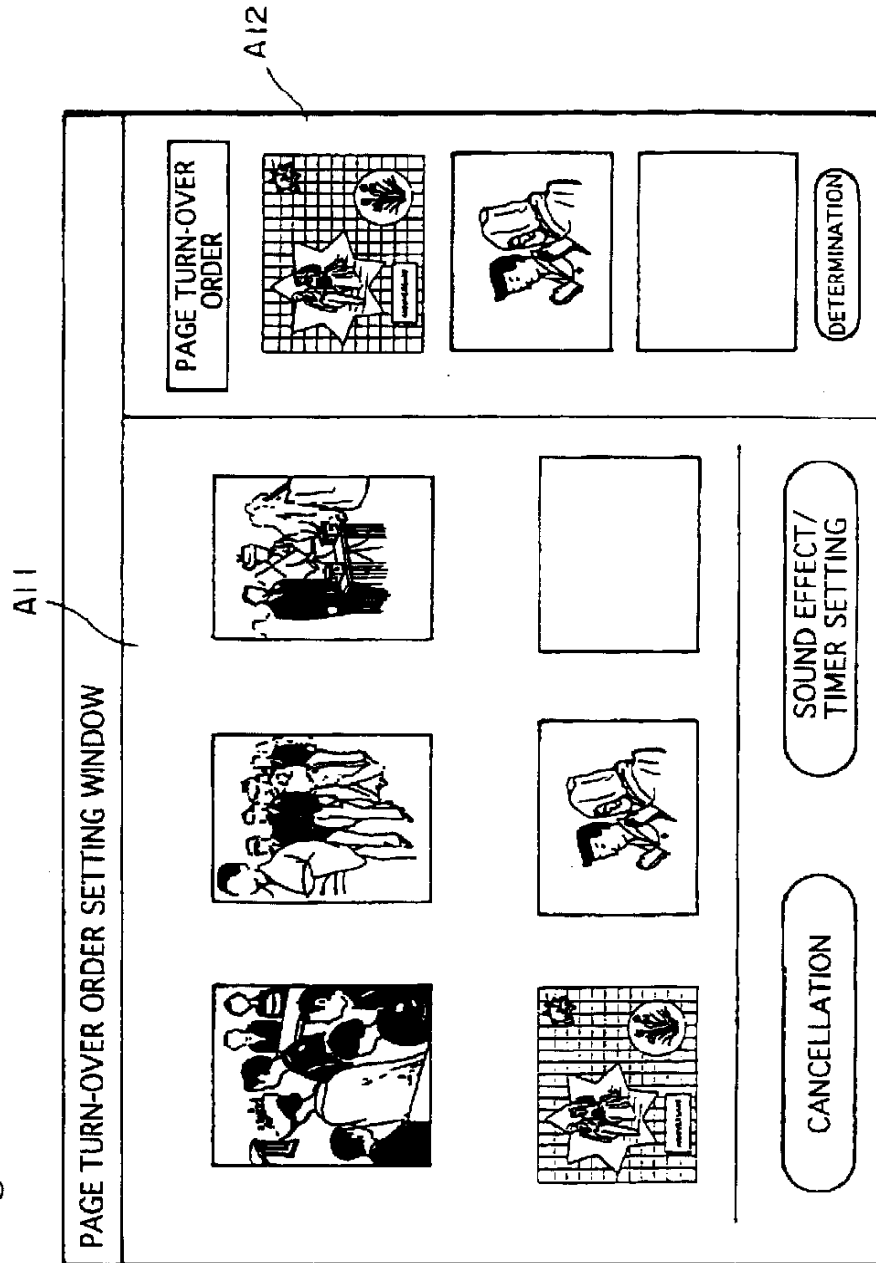 A11
A12
PAGE TURN-OVER ORDER SETTING WINDOW
PAGE TURN-OVER
ORDER
DETERMINATION
CANCELLATION
SOUND EFFECT/
TIMER SETTING